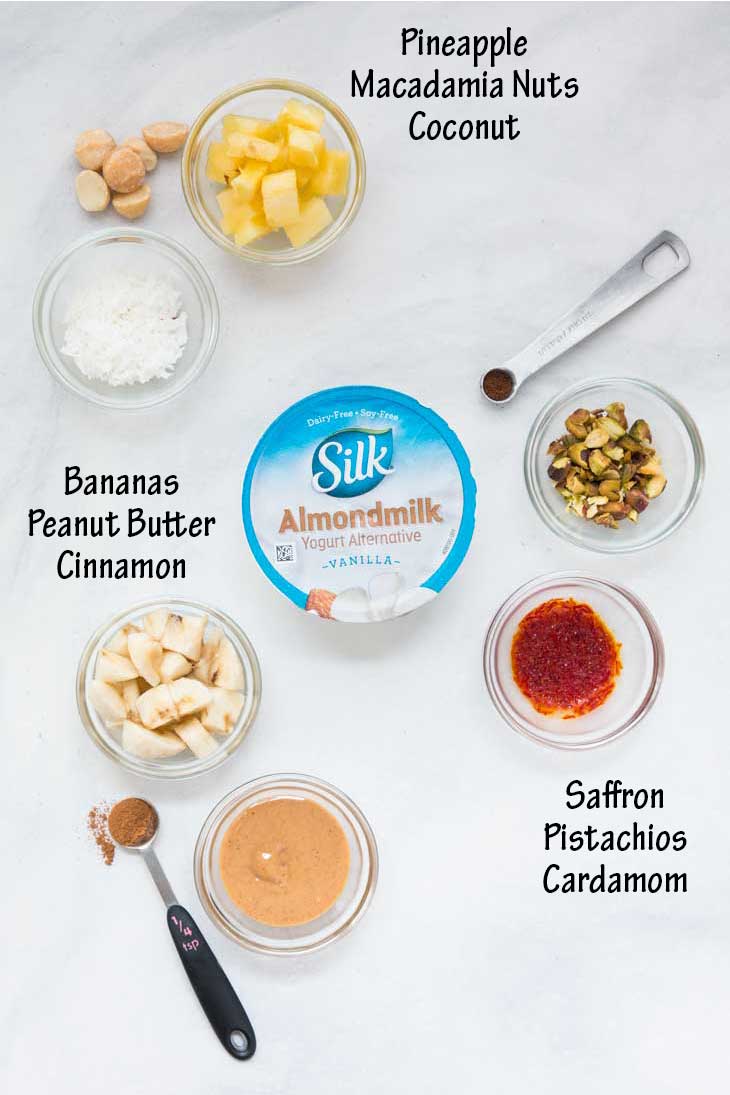 Pineapple
Macadamia Nuts
Coconut
Dairy-Free • Soy-Free
Silk
Almondmilk
Yogurt Alternative
-VANILLA-
Bananas
Peanut Butter
Cinnamon
1/4
tsp
Saffron
Pistachios
Cardamom